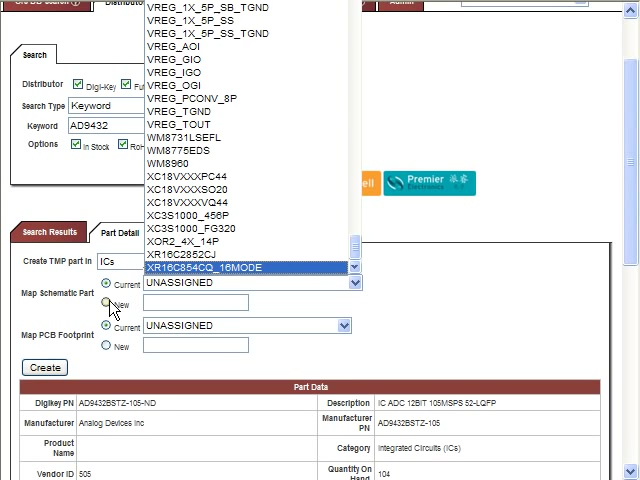 VREG_1X_5P_SB_TGND
VREG_1X_5P_SS
VREG_1X_5P_SS_TGND
VREG_AOI
VREG_GIO
VREG_IGO
VREG_OGI
VREG_PCONV_8P
VREG_TGND
VREG_TOUT
WM8731LSEFL
WM8775EDS
WM8960
XC18VXXXPC44
XC18VXXXSO20
XC18VXXXVQ44
XC3S1000_456P
XC3S1000_FG320
XOR2_4X_14P
XR16C2852CJ
XR16C854CQ_16MODE
Search
Distributor Digi-Key
Search Type Keyword
Keyword AD9432
Options In Stock
ell Premier
Electronics
Search Results Part Detail
Create TMP part in ICs
Map Schematic Part Current UNASSIGNED
New
Map PCB Footprint Current UNASSIGNED
New
Create
Part Data
Digikey PN AD9432BSTZ-105-ND Description IC ADC 12BIT 105MSPS 52-LQFP
Manufacturer Analog Devices Inc Manufacturer PN AD9432BSTZ-105
Product Name Category Integrated Circuits (ICs)
Vendor ID 505 Quantity On Hand 104